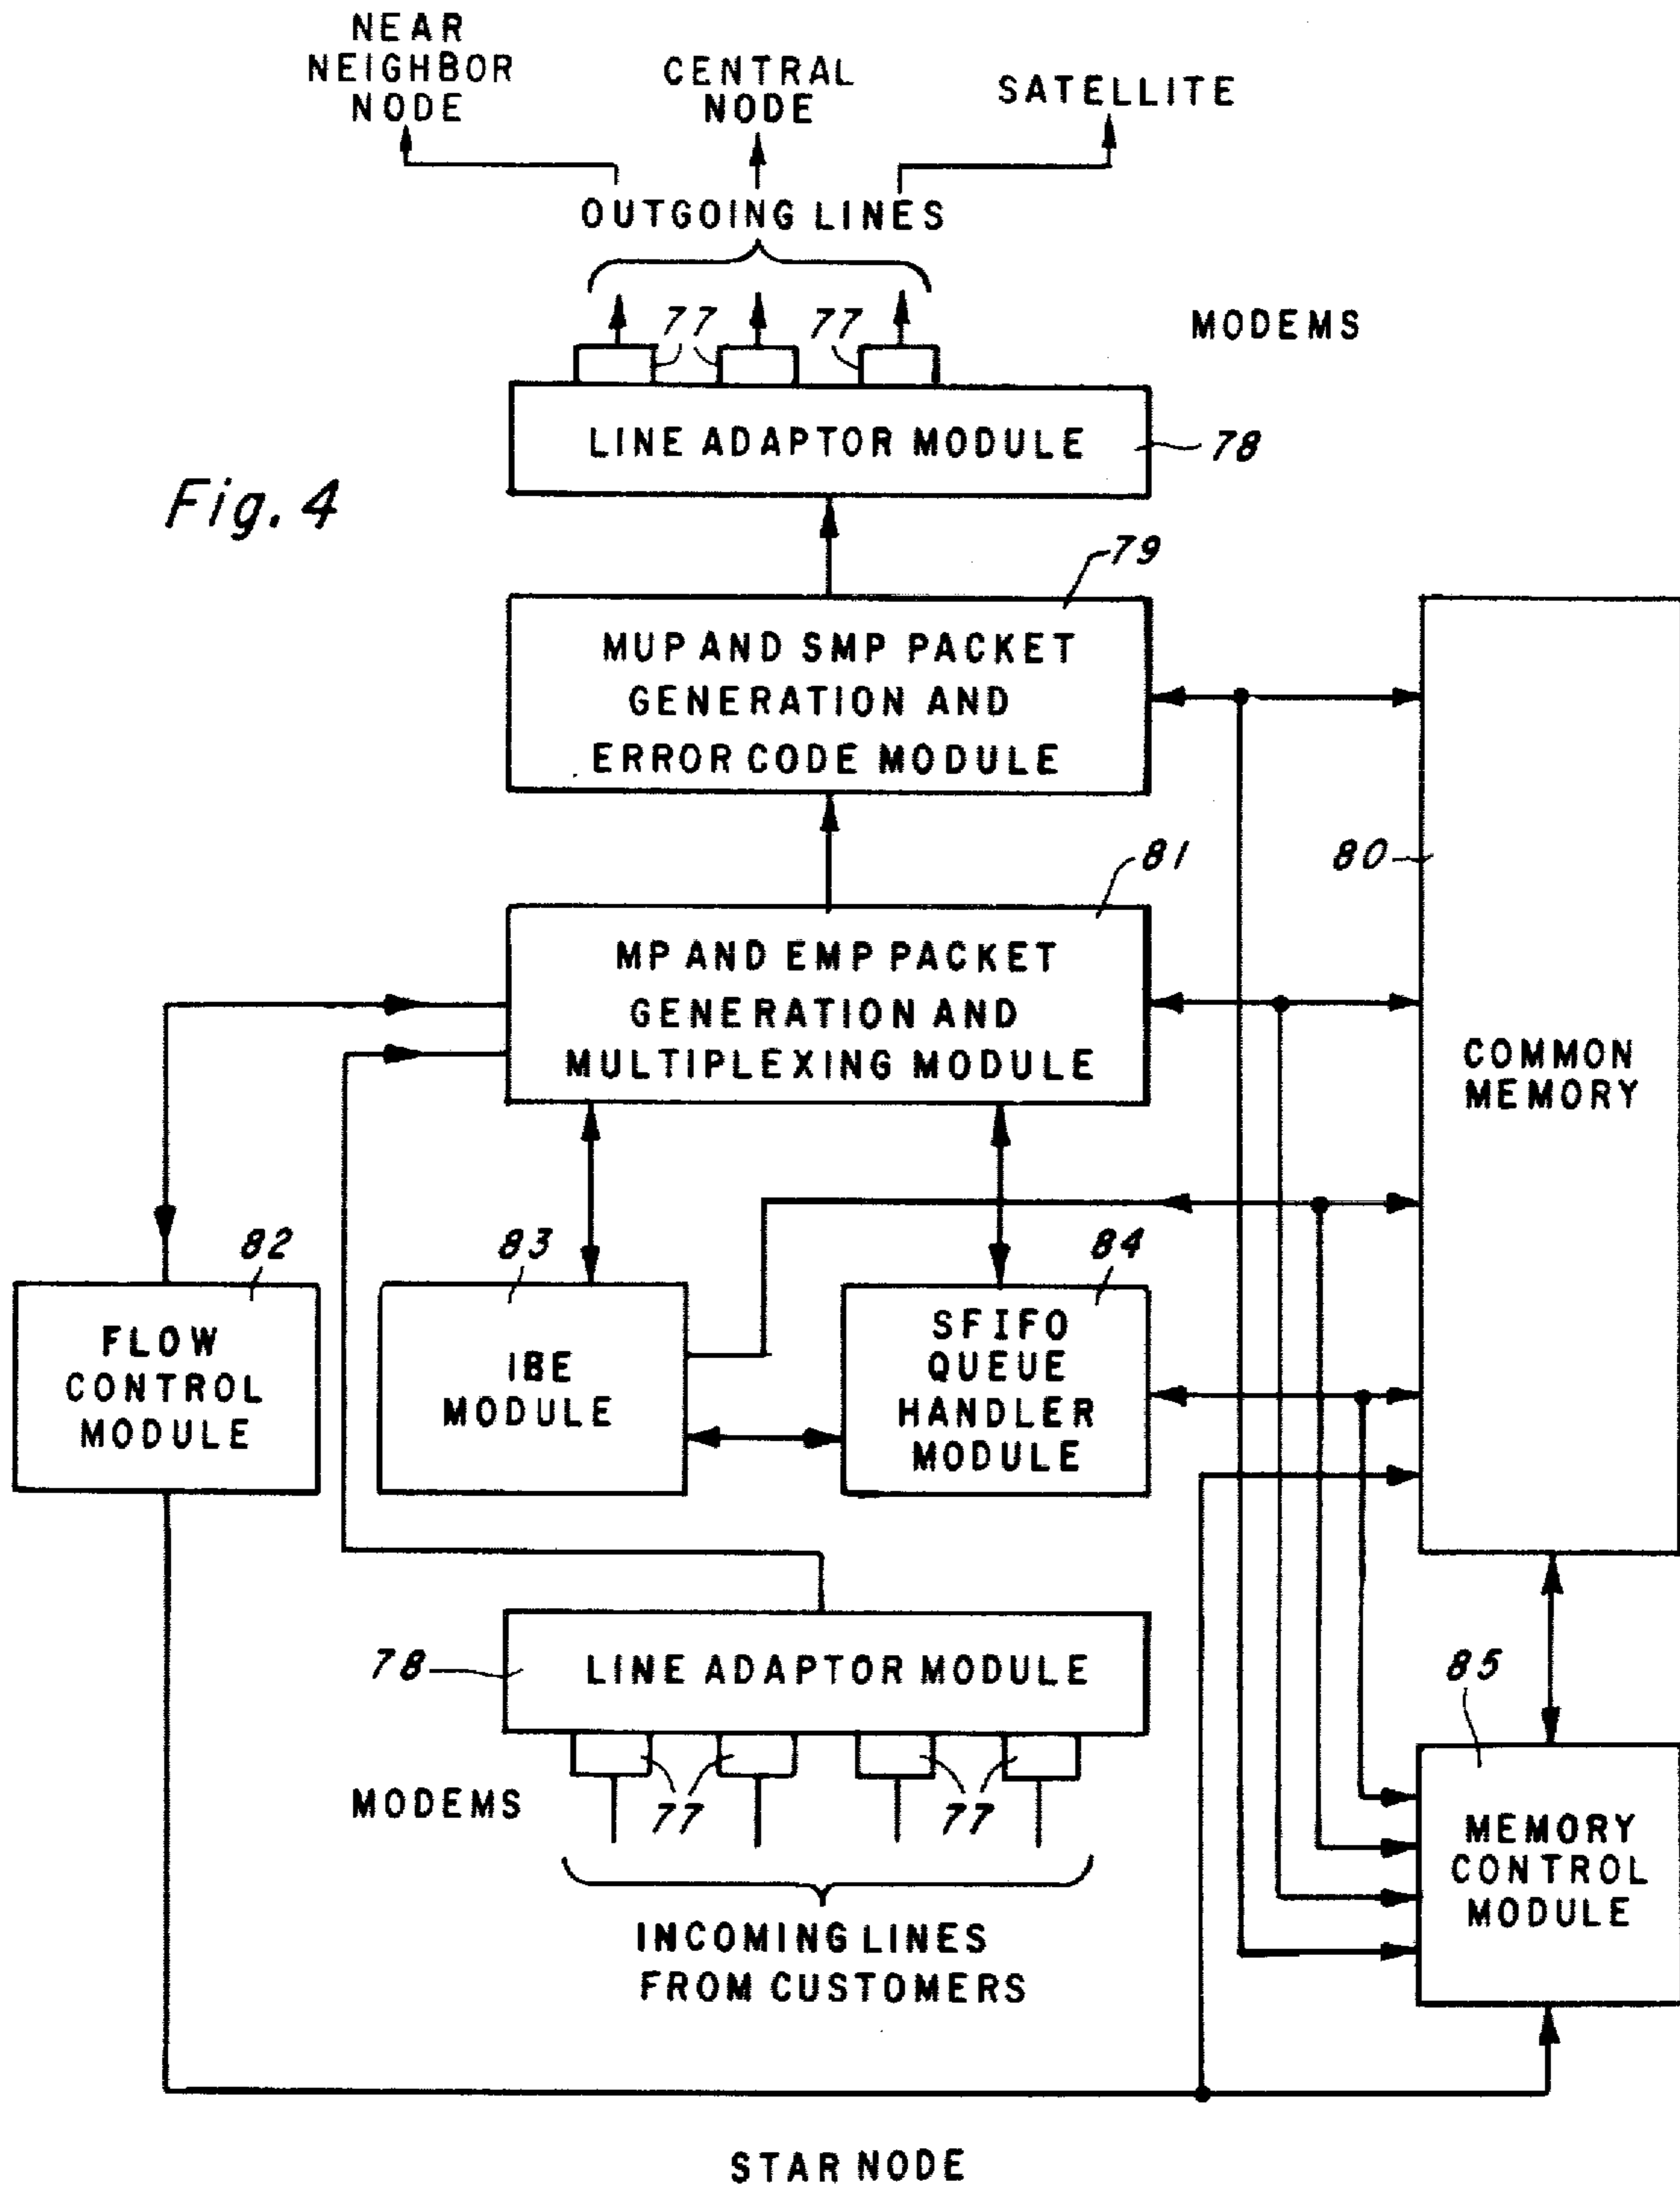 NEAR
NEIGHBOR
NODE
CENTRAL
NODE
SATELLITE
OUTGOING LINES
77
77
MODEMS
LINE ADAPTOR MODULE
78
Fig. 4
79
MUP AND SMP PACKET
GENERATION AND
ERROR CODE MODULE
81
80
MP AND EMP PACKET
GENERATION AND
MULTIPLEXING MODULE
COMMON
MEMORY
82
83
84
FLOW
CONTROL
MODULE
IBE
MODULE
SFIFO
QUEUE
HANDLER
MODULE
78
LINE ADAPTOR MODULE
85
MODEMS
77
77
MEMORY
CONTROL
MODULE
INCOMING LINES
FROM CUSTOMERS
STAR NODE